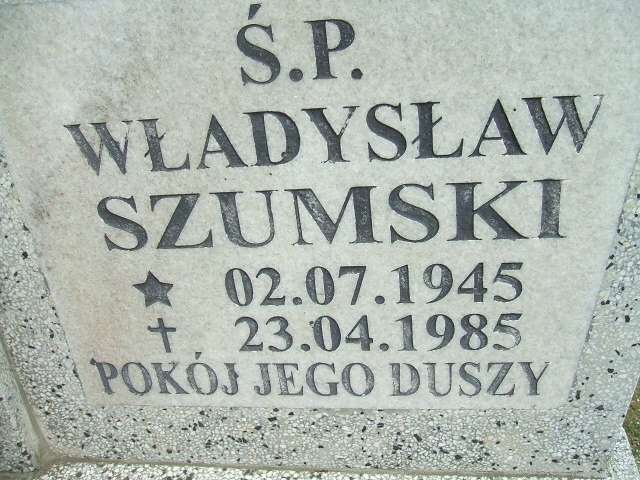 Ś.P.
WŁADYSŁAW
SZUMSKI
★ 02.07.1945
✝ 23.04.1985
POKÓJ JEGO DUSZY